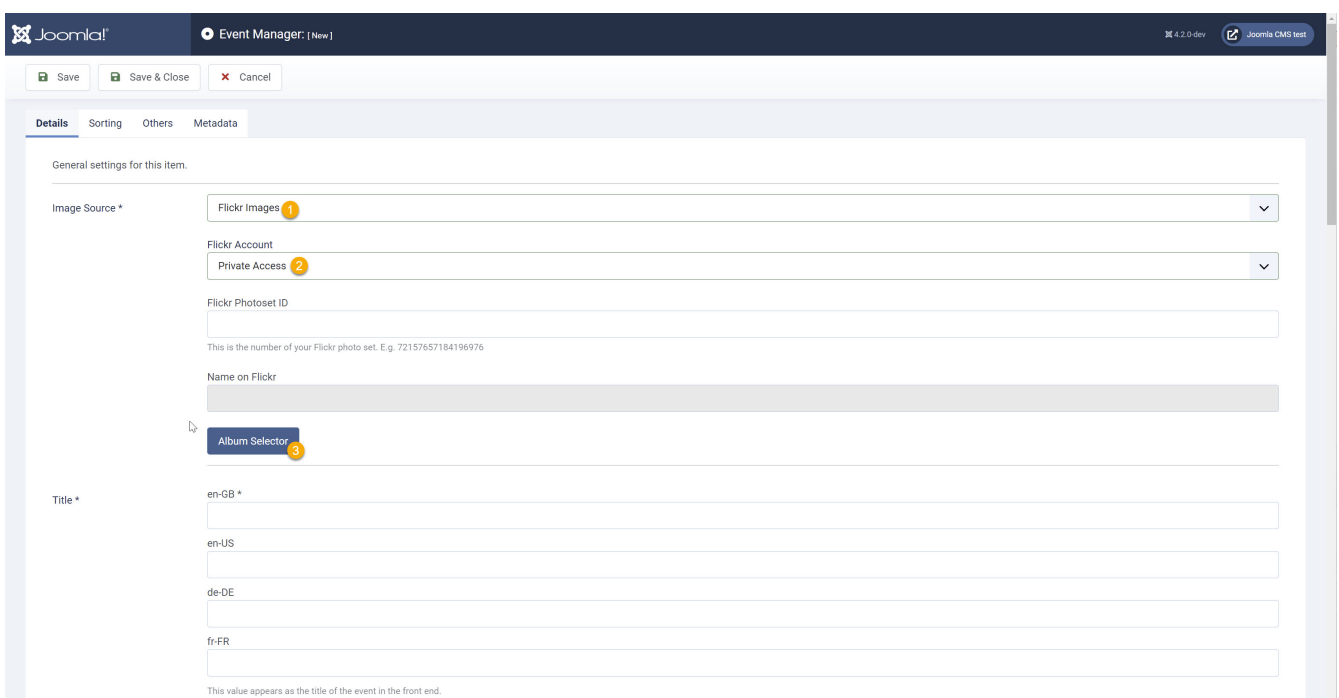 Joomla!
Event Manager: [ New ]
4.2.0-dev
Joomla CMS test
Save
Save & Close
Cancel
Details Sorting Others Metadata
General settings for this item.
Image Source *
Flickr Images 1
Flickr Account
Private Access 2
Flickr Photoset ID
This is the number of your Flickr photo set. E.g. 72157657184196976
Name on Flickr
Album Selector 3
Title *
en-GB *
en-US
de-DE
fr-FR
This value appears as the title of the event in the front end.